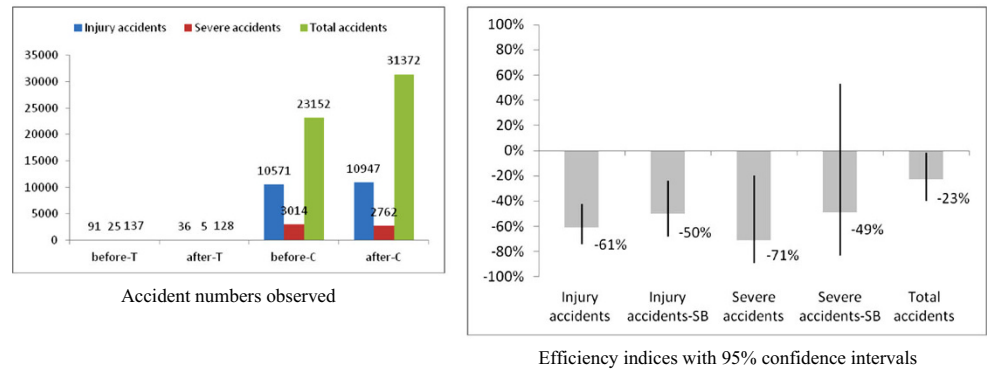 Injury accidents Severe accidents Total accidents
35000
30000
25000
20000
15000
10000
5000
0
91 25 137
36 5 128
10571 3014 23152
10947 2762 31372
before-T after-T before-C after-C
Accident numbers observed
100%
80%
60%
40%
20%
0%
-20%
-40%
-60%
-80%
-100%
-61% -50% -71% -49% -23%
Injury accidents
Injury accidents-SB
Severe accidents
Severe accidents-SB
Total accidents
Efficiency indices with 95% confidence intervals